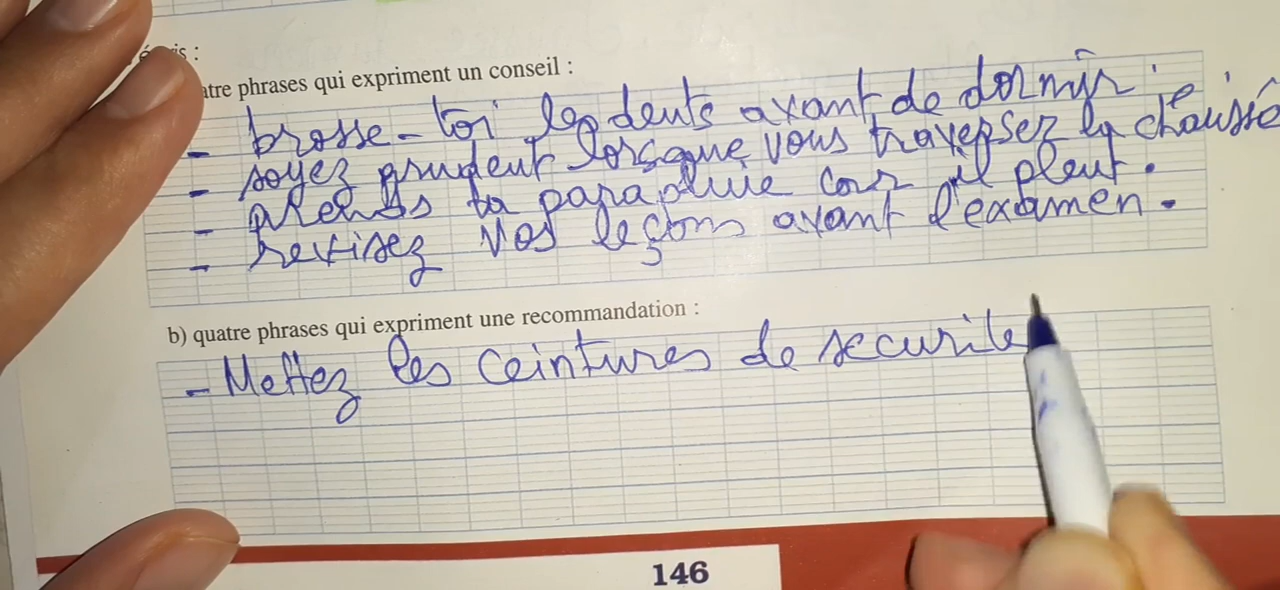 écris :
atre phrases qui expriment un conseil :
- brosse-toi les dents avant de dormir.
- soyez prudent lorsque vous traversez la chaussé
- prends ta parapluie car il pleut.
- revisez vos leçons avant l'examen.
b) quatre phrases qui expriment une recommandation :
- Mettez les ceintures de securite
146